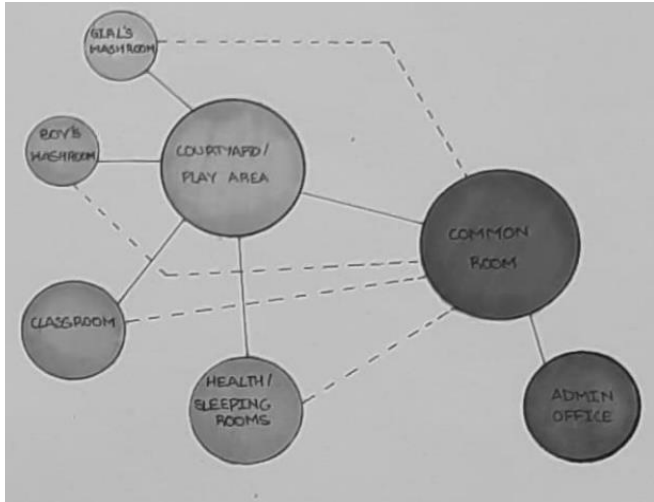 GIRL'S
WASHROOM
BOY'S
WASHROOM
COURTYARD/
PLAY AREA
COMMON
ROOM
CLASSROOM
HEALTH/
SLEEPING
ROOMS
ADMIN
OFFICE